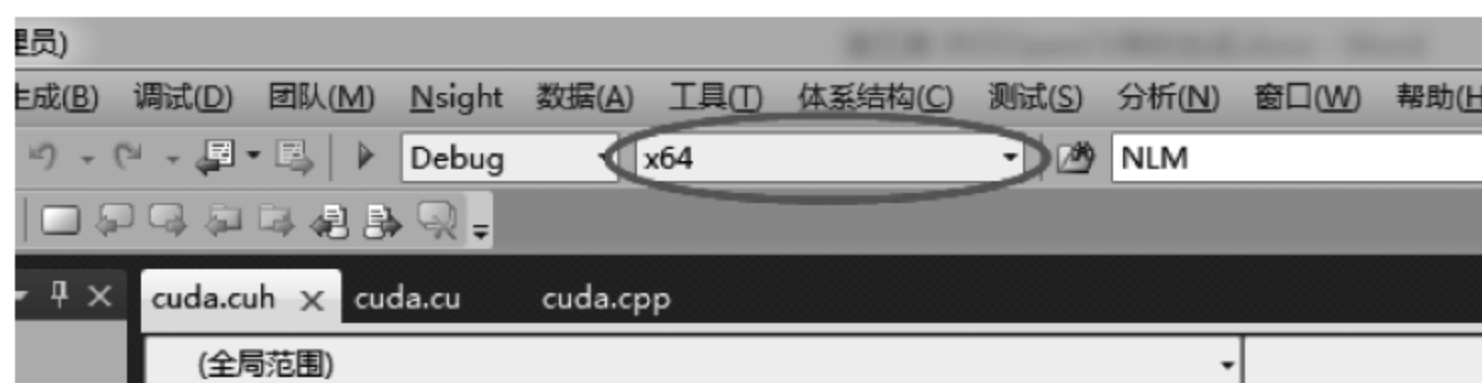 理员)
生成(B) 调试(D) 团队(M) Nsight 数据(A) 工具(T) 体系结构(C) 测试(S) 分析(N) 窗口(W) 帮助(H
Debug x64 NLM
cuda.cuh cuda.cu cuda.cpp
(全局范围)